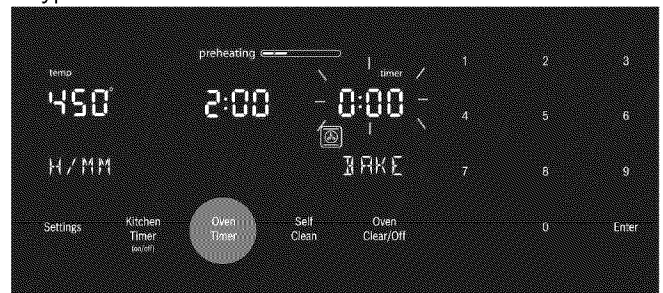 preheating
temp
timer
450°
2:00
0:00
H/MM
BAKE
1 2 3
4 5 6
7 8 9
0 Enter
Settings
Kitchen Timer (on/off)
Oven Timer
Self Clean
Oven Clear/Off